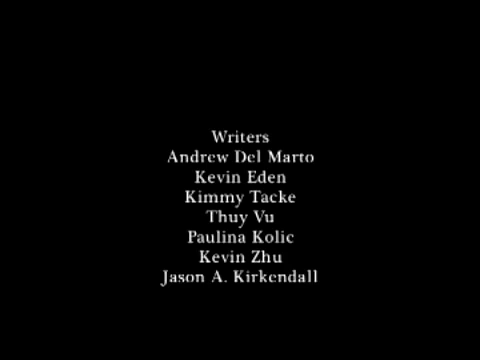 Writers
Andrew Del Marto
Kevin Eden
Kimmy Tacke
Thuy Vu
Paulina Kolic
Kevin Zhu
Jason A. Kirkendall